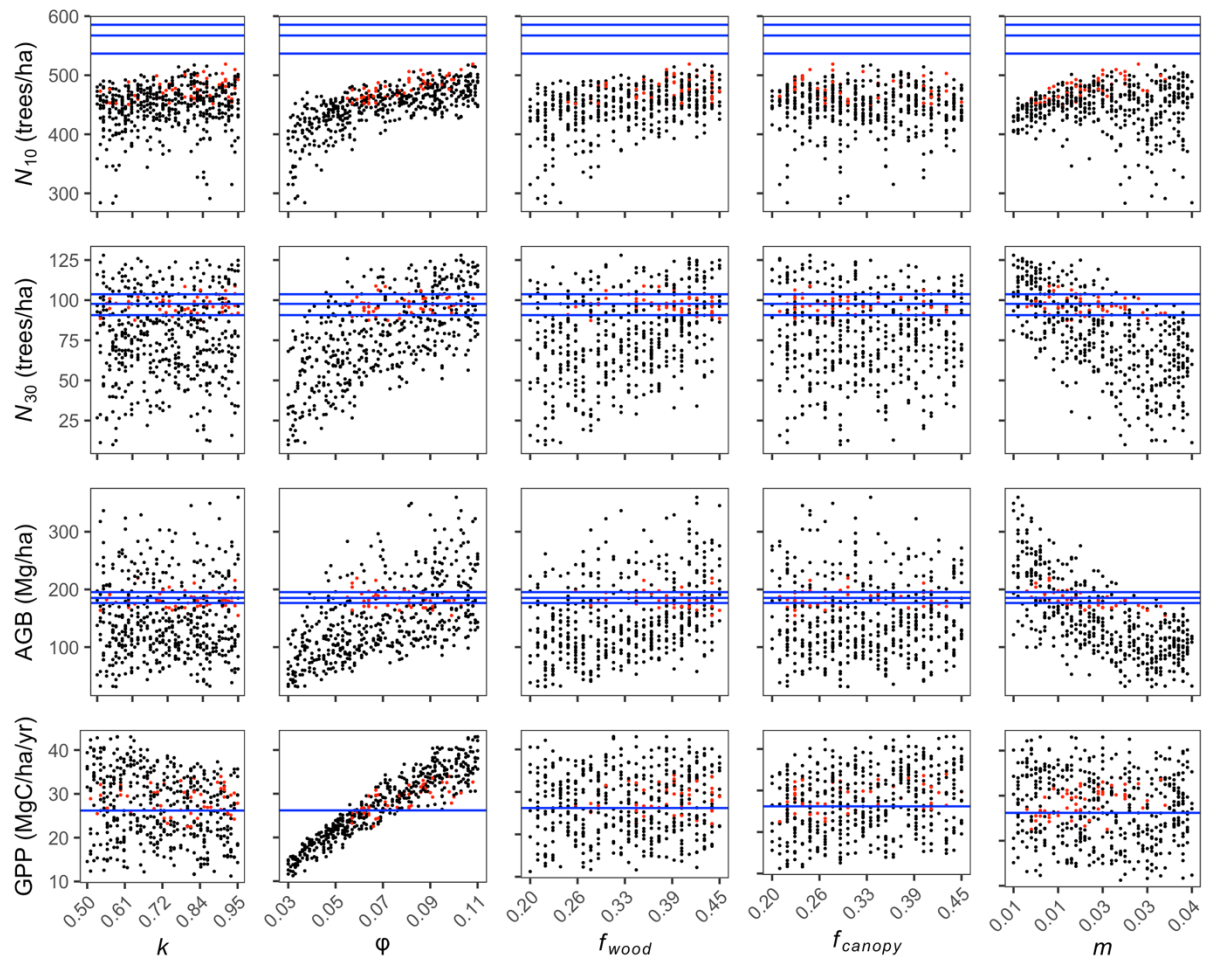 N10 (trees/ha)
600
500
400
300
N30 (trees/ha)
125
100
75
50
25
AGB (Mg/ha)
300
200
100
GPP (MgC/ha/yr)
40
30
20
10
0.50 0.61 0.72 0.84 0.95
0.03 0.05 0.07 0.09 0.11
0.20 0.26 0.33 0.39 0.45
0.20 0.26 0.33 0.39 0.45
0.01 0.01 0.03 0.03 0.04
k
φ
fwood
fcanopy
m